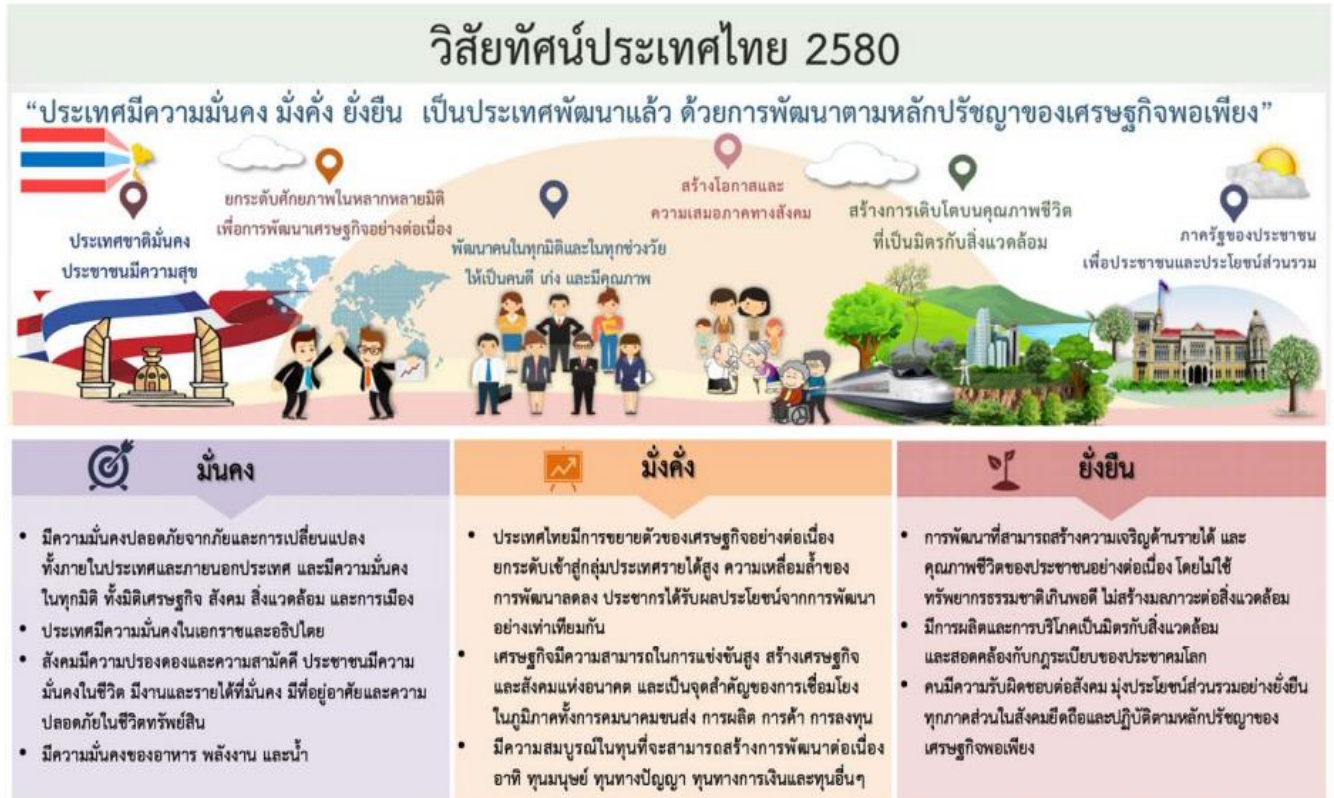 วิสัยทัศน์ประเทศไทย 2580
“ประเทศมีความมั่นคง มั่งคั่ง ยั่งยืน เป็นประเทศพัฒนาแล้ว ด้วยการพัฒนาตามหลักปรัชญาของเศรษฐกิจพอเพียง”
ประเทศชาติมั่นคง
ประชาชนมีความสุข
ยกระดับศักยภาพในหลากหลายมิติ
เพื่อการพัฒนาเศรษฐกิจอย่างต่อเนื่อง
พัฒนาคนในทุกมิติและในทุกช่วงวัย
ให้เป็นคนดี เก่ง และมีคุณภาพ
สร้างโอกาสและ
ความเสมอภาคทางสังคม
สร้างการเติบโตบนคุณภาพชีวิต
ที่เป็นมิตรกับสิ่งแวดล้อม
ภาครัฐของประชาชน
เพื่อประชาชนและประโยชน์ส่วนรวม
มั่นคง
• มีความมั่นคงปลอดภัยจากภัยและการเปลี่ยนแปลง
ทั้งภายในประเทศและภายนอกประเทศ และมีความมั่นคง
ในทุกมิติ ทั้งมิติเศรษฐกิจ สังคม สิ่งแวดล้อม และการเมือง
• ประเทศมีความมั่นคงในเอกราชและอธิปไตย
• สังคมมีความปรองดองและความสามัคคี ประชาชนมีความ
มั่นคงในชีวิต มีงานและรายได้ที่มั่นคง มีที่อยู่อาศัยและความ
ปลอดภัยในชีวิตทรัพย์สิน
• มีความมั่นคงของอาหาร พลังงาน และน้ำ
มั่งคั่ง
• ประเทศไทยมีการขยายตัวของเศรษฐกิจอย่างต่อเนื่อง
ยกระดับเข้าสู่กลุ่มประเทศรายได้สูง ความเหลื่อมล้ำของ
การพัฒนาลดลง ประชากรได้รับผลประโยชน์จากการพัฒนา
อย่างเท่าเทียมกัน
• เศรษฐกิจมีความสามารถในการแข่งขันสูง สร้างเศรษฐกิจ
และสังคมแห่งอนาคต และเป็นจุดสำคัญของการเชื่อมโยง
ในภูมิภาคทั้งการคมนาคมขนส่ง การผลิต การค้า การลงทุน
• มีความสมบูรณ์ในทุนที่จะสามารถสร้างการพัฒนาต่อเนื่อง
อาทิ ทุนมนุษย์ ทุนทางปัญญา ทุนทางการเงินและทุนอื่นๆ
ยั่งยืน
• การพัฒนาที่สามารถสร้างความเจริญด้านรายได้ และ
คุณภาพชีวิตของประชาชนอย่างต่อเนื่อง โดยไม่ใช้
ทรัพยากรธรรมชาติเกินพอดี ไม่สร้างมลภาวะต่อสิ่งแวดล้อม
• มีการผลิตและการบริโภคเป็นมิตรกับสิ่งแวดล้อม
และสอดคล้องกับกฎระเบียบของประชาคมโลก
• คนมีความรับผิดชอบต่อสังคม มุ่งประโยชน์ส่วนรวมอย่างยั่งยืน
ทุกภาคส่วนในสังคมยึดถือและปฏิบัติตามหลักปรัชญาของ
เศรษฐกิจพอเพียง